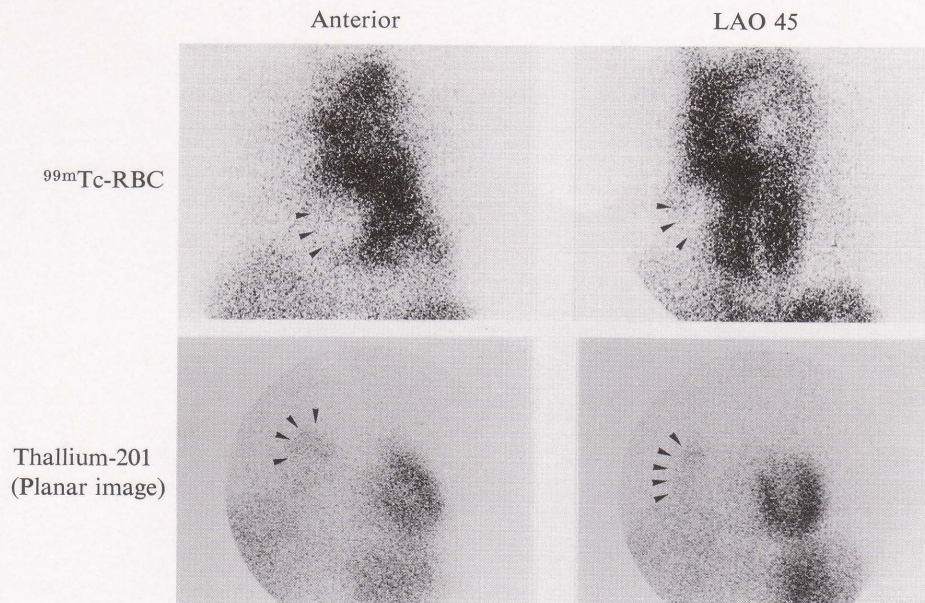 Anterior
LAO 45
99mTc-RBC
Thallium-201
(Planar image)